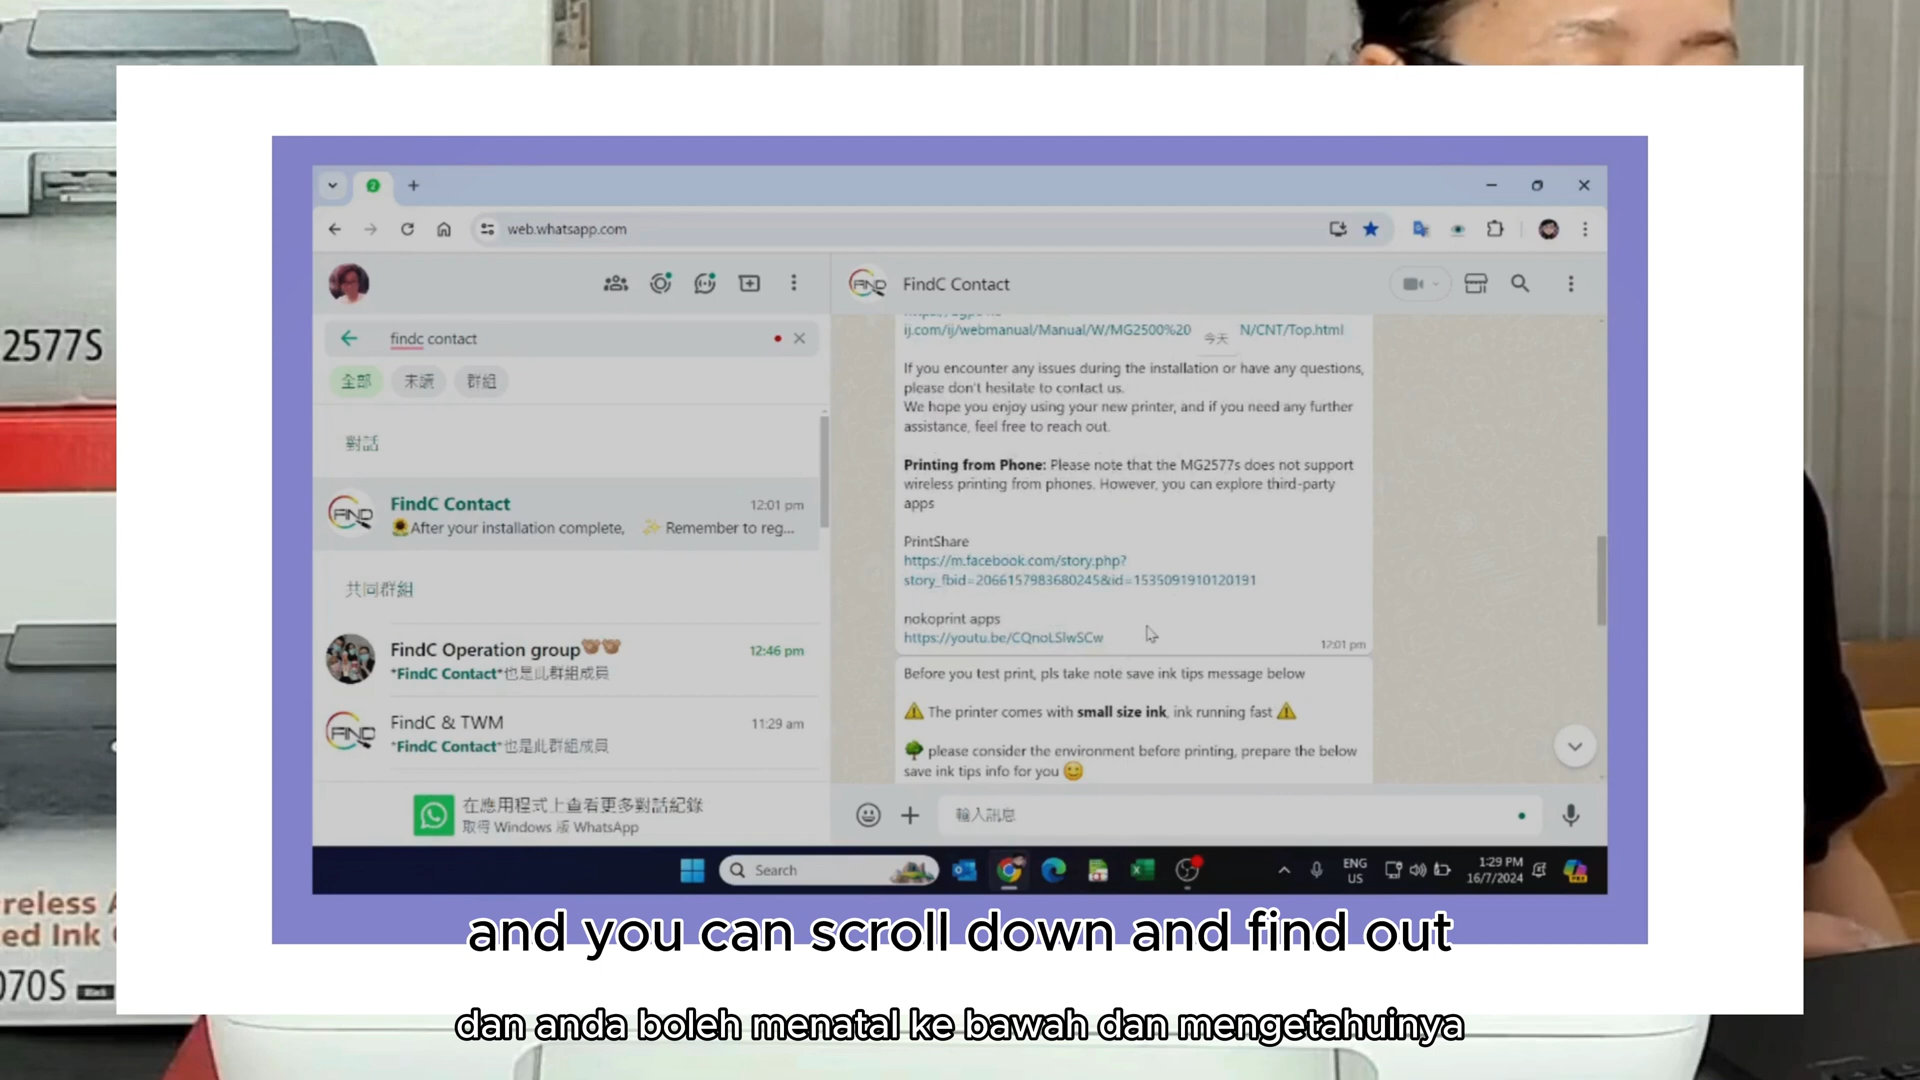 2577S
reless A
ed Ink
070S
2
web.whatsapp.com
FIND
FindC Contact
findc contact
全部
未讀
群組
對話
FIND
FindC Contact
12:01 pm
After your installation complete,
Remember to reg...
共同群組
FindC Operation group
12:46 pm
*FindC Contact*也是此群組成員
FIND
FindC & TWM
11:29 am
*FindC Contact*也是此群組成員
在應用程式上查看更多對話紀錄
取得 Windows 版 WhatsApp
ij.com/ij/webmanual/Manual/W/MG2500%20
今天
N/CNT/Top.html
If you encounter any issues during the installation or have any questions,
please don't hesitate to contact us.
We hope you enjoy using your new printer, and if you need any further
assistance, feel free to reach out.
Printing from Phone: Please note that the MG2577s does not support
wireless printing from phones. However, you can explore third-party
apps
PrintShare
https://m.facebook.com/story.php?
story_fbid=2066157983680245&id=1535091910120191
nokoprint apps
https://youtu.be/CQnoLSlwSCw
12:01 pm
Before you test print, pls take note save ink tips message below
The printer comes with small size ink, ink running fast
please consider the environment before printing, prepare the below
save ink tips info for you
輸入訊息
Search
ENG
US
1:29 PM
16/7/2024
and you can scroll down and find out
dan anda boleh menatal ke bawah dan mengetahuinya